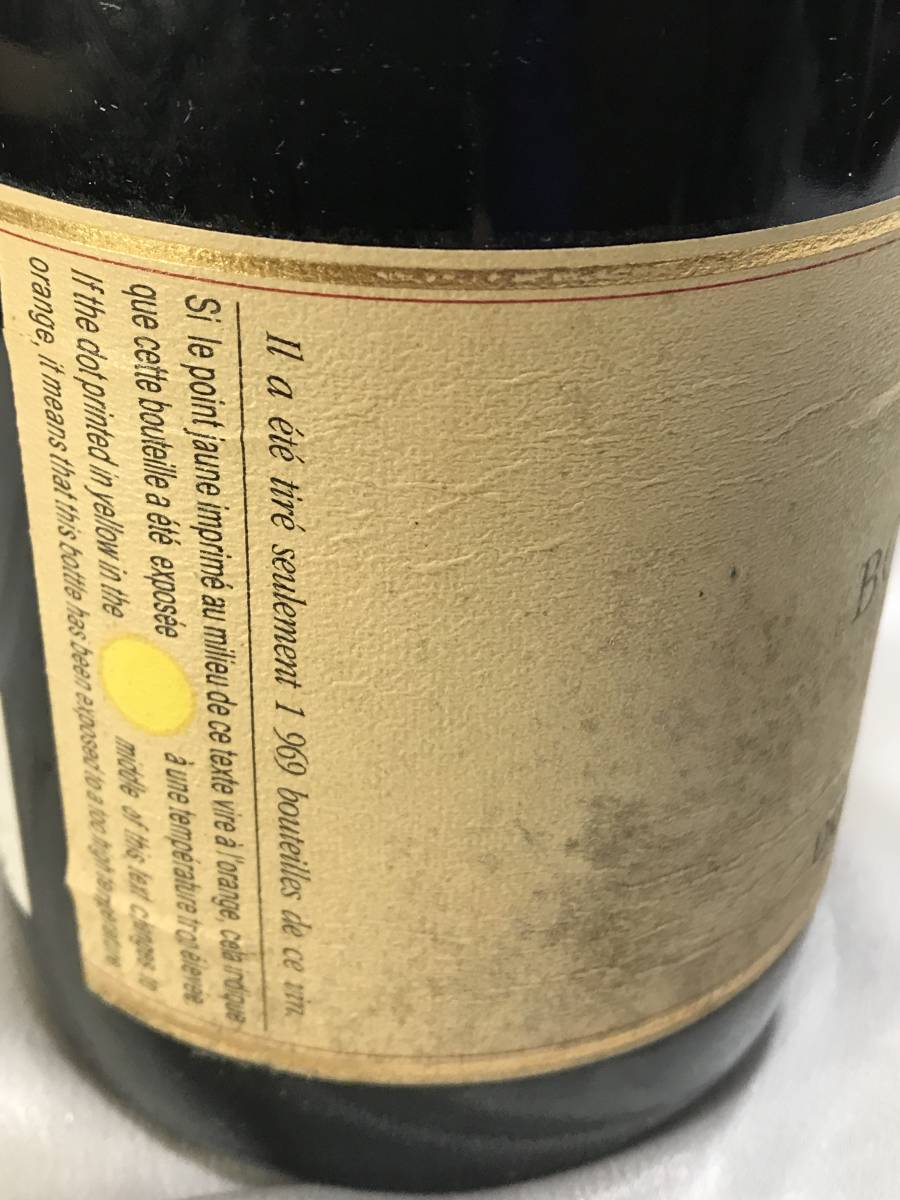 Il a été tiré seulement 1 969 bouteilles de ce vin.
Si le point jaune imprimé au milieu de ce texte vire à l'orange, cela indique
que cette bouteille a été exposée à une température trop élevée.
If the dot printed in yellow in the middle of this text changes to
orange, it means that this bottle has been exposed to a too high temperature.